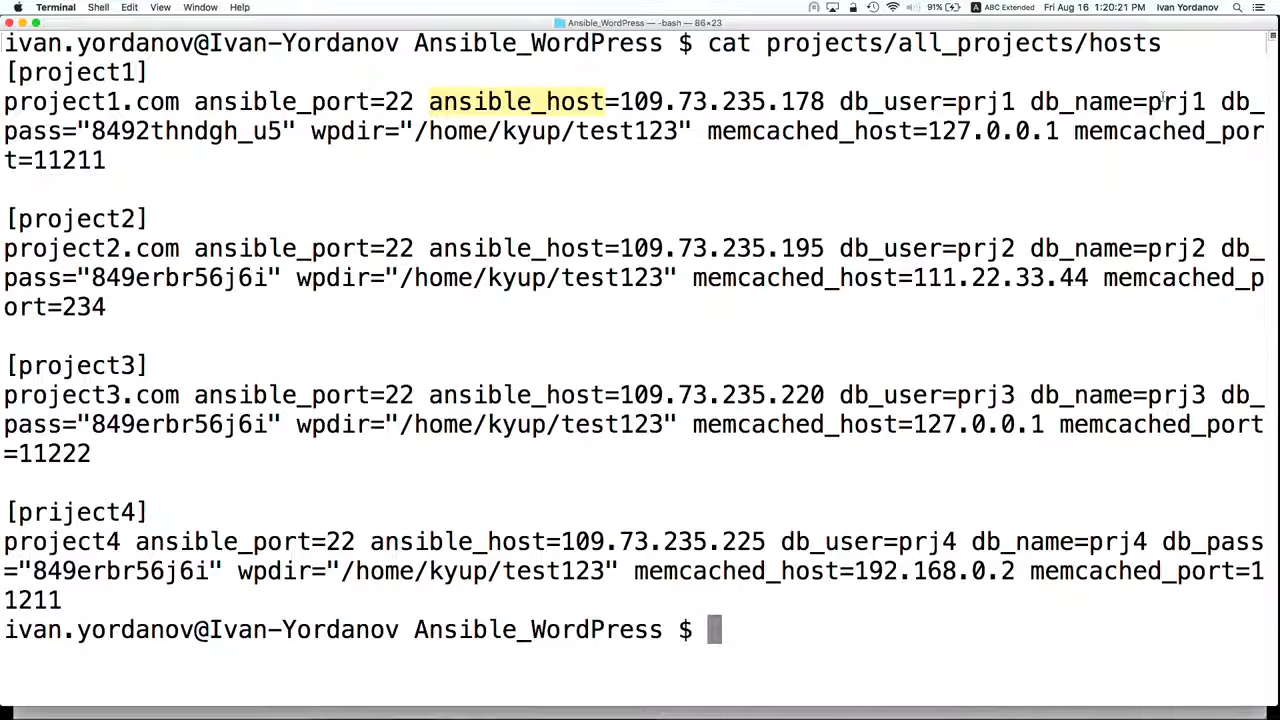 Terminal Shell Edit View Window Help 91% ABC Extended Fri Aug 16 1:20:21 PM Ivan Yordanov
Ansible_WordPress — -bash — 86×23
ivan.yordanov@Ivan-Yordanov Ansible_WordPress $ cat projects/all_projects/hosts
[project1]
project1.com ansible_port=22 ansible_host=109.73.235.178 db_user=prj1 db_name=prj1 db_
pass="8492thndgh_u5" wpdir="/home/kyup/test123" memcached_host=127.0.0.1 memcached_por
t=11211
[project2]
project2.com ansible_port=22 ansible_host=109.73.235.195 db_user=prj2 db_name=prj2 db_
pass="849erbr56j6i" wpdir="/home/kyup/test123" memcached_host=111.22.33.44 memcached_p
ort=234
[project3]
project3.com ansible_port=22 ansible_host=109.73.235.220 db_user=prj3 db_name=prj3 db_
pass="849erbr56j6i" wpdir="/home/kyup/test123" memcached_host=127.0.0.1 memcached_port
=11222
[priject4]
project4 ansible_port=22 ansible_host=109.73.235.225 db_user=prj4 db_name=prj4 db_pass
="849erbr56j6i" wpdir="/home/kyup/test123" memcached_host=192.168.0.2 memcached_port=1
1211
ivan.yordanov@Ivan-Yordanov Ansible_WordPress $